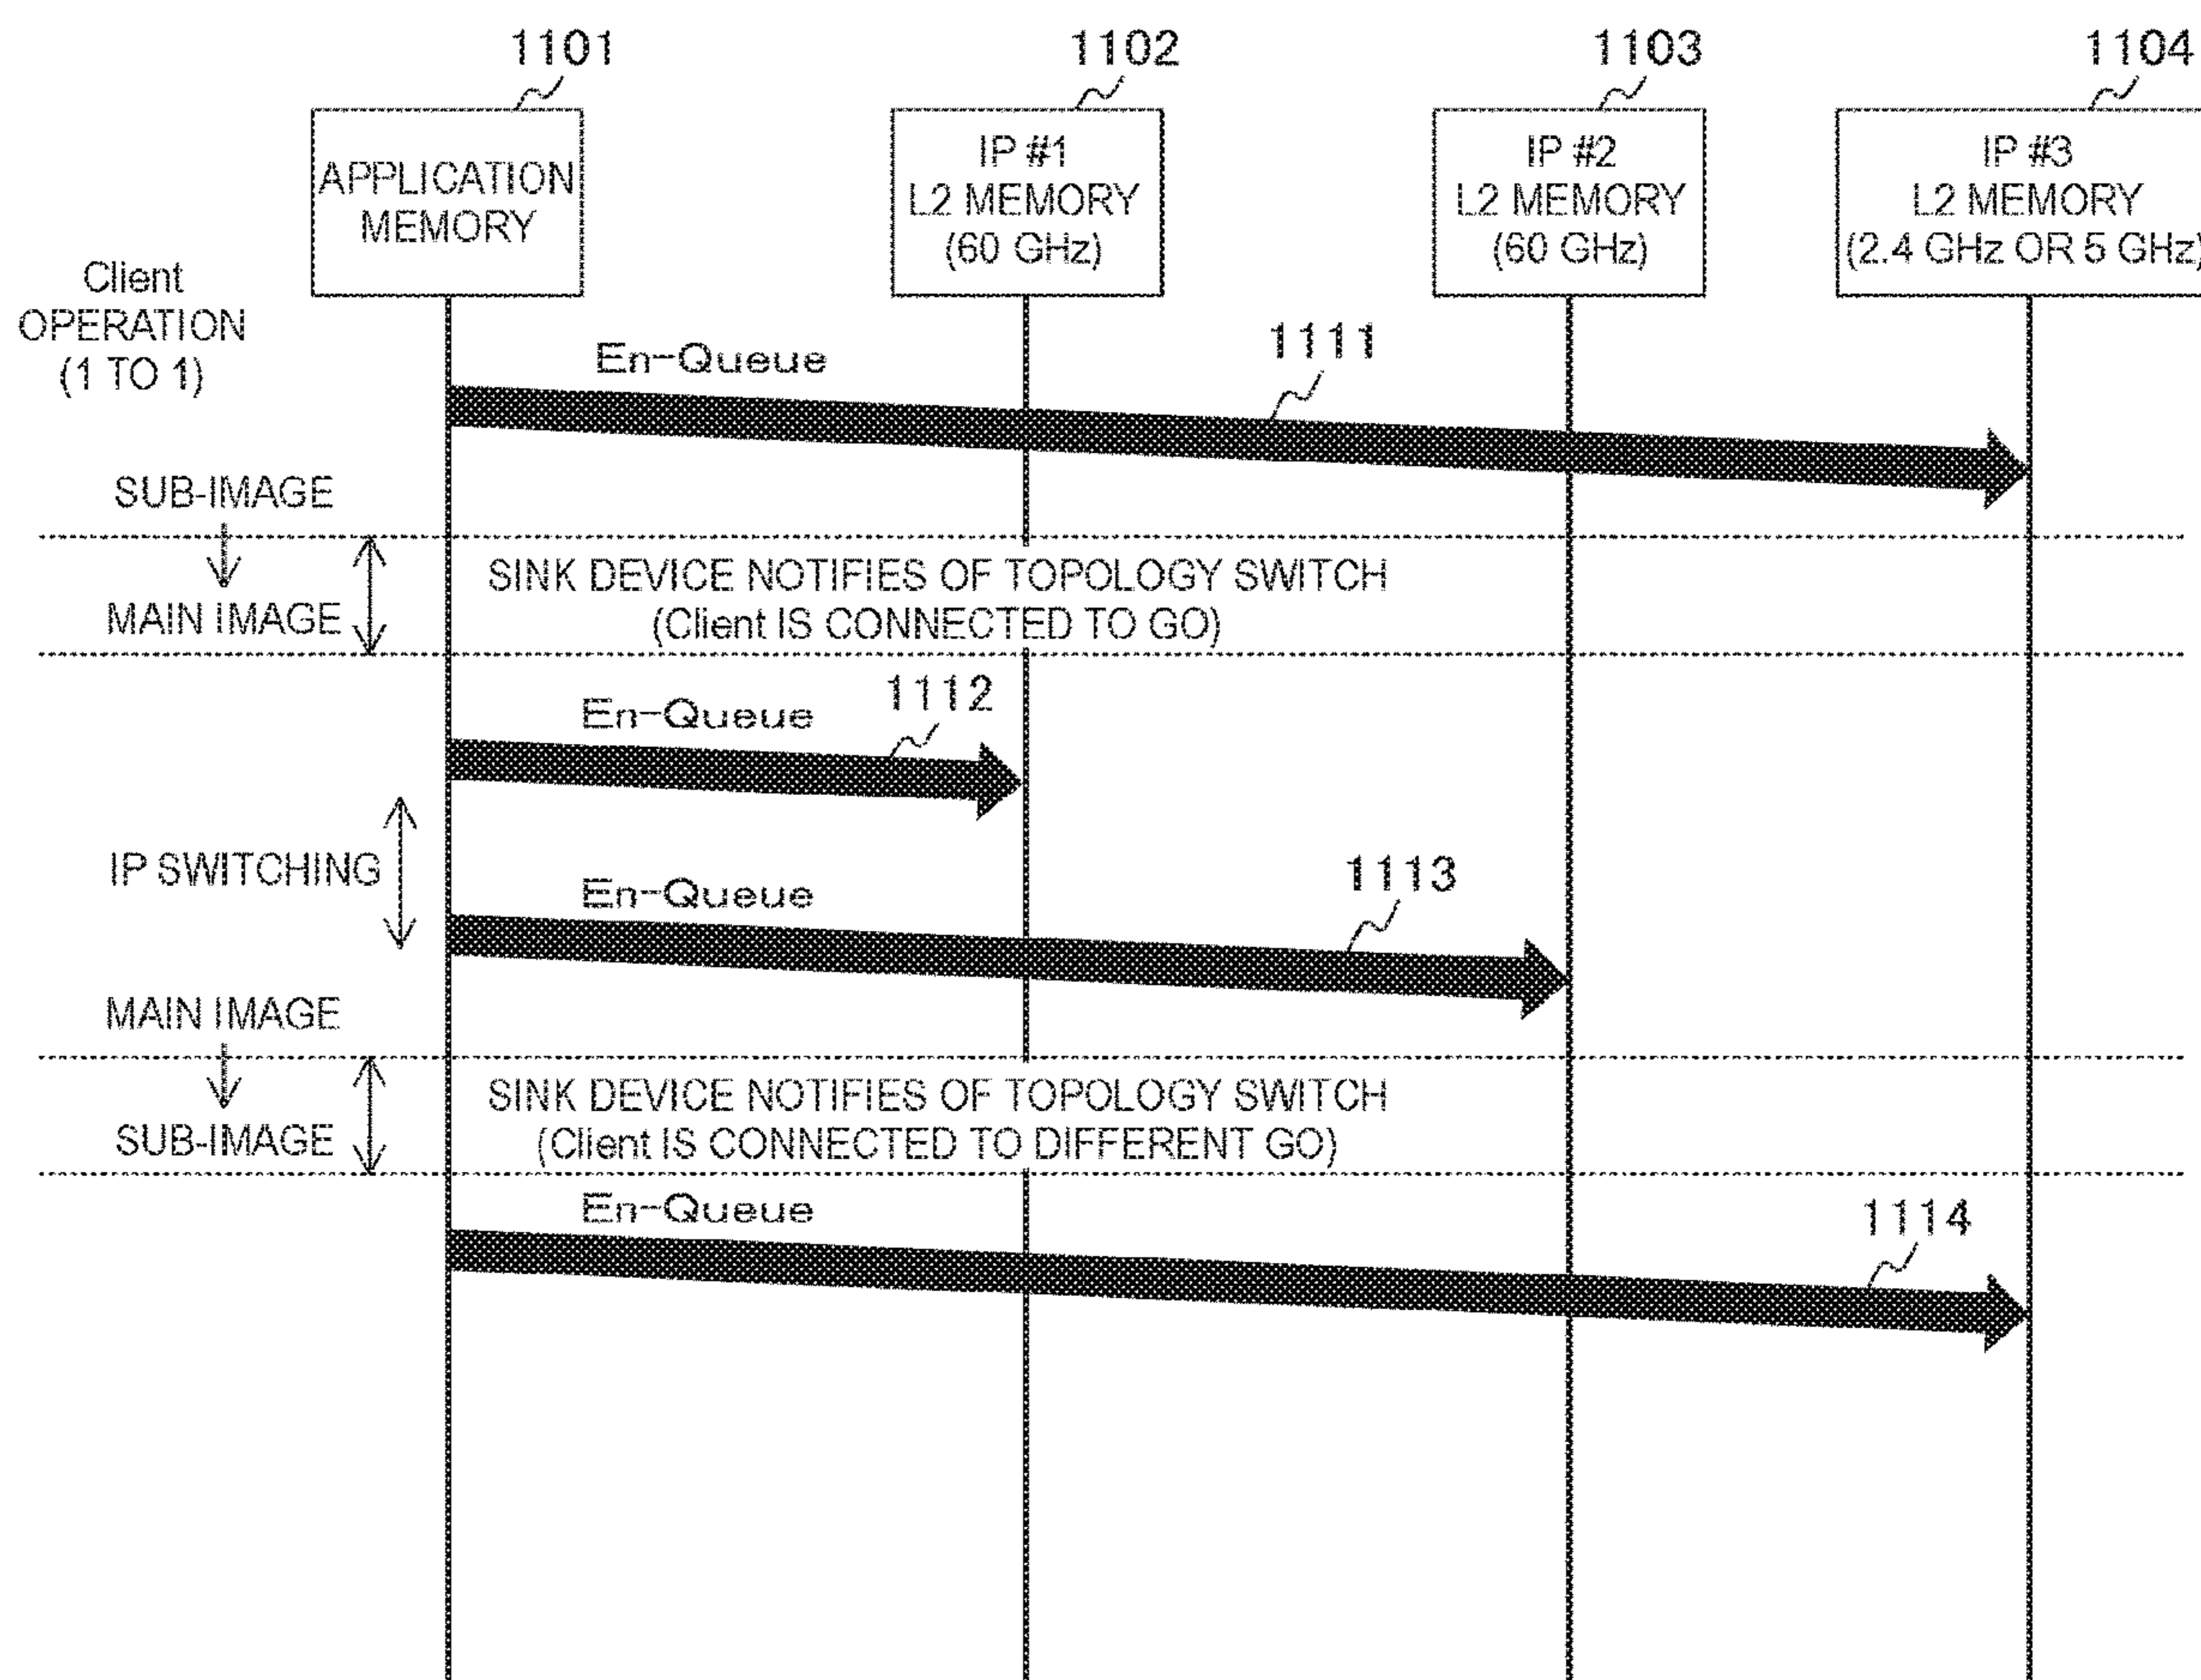 1101
1102
1103
1104
APPLICATION
MEMORY
IP #1
L2 MEMORY
(60 GHz)
IP #2
L2 MEMORY
(60 GHz)
IP #3
L2 MEMORY
(2.4 GHz OR 5 GHz)
Client
OPERATION
(1 TO 1)
En-Queue
1111
SUB-IMAGE
MAIN IMAGE
SINK DEVICE NOTIFIES OF TOPOLOGY SWITCH
(Client IS CONNECTED TO GO)
En-Queue
1112
IP SWITCHING
En-Queue
1113
MAIN IMAGE
SUB-IMAGE
SINK DEVICE NOTIFIES OF TOPOLOGY SWITCH
(Client IS CONNECTED TO DIFFERENT GO)
En-Queue
1114